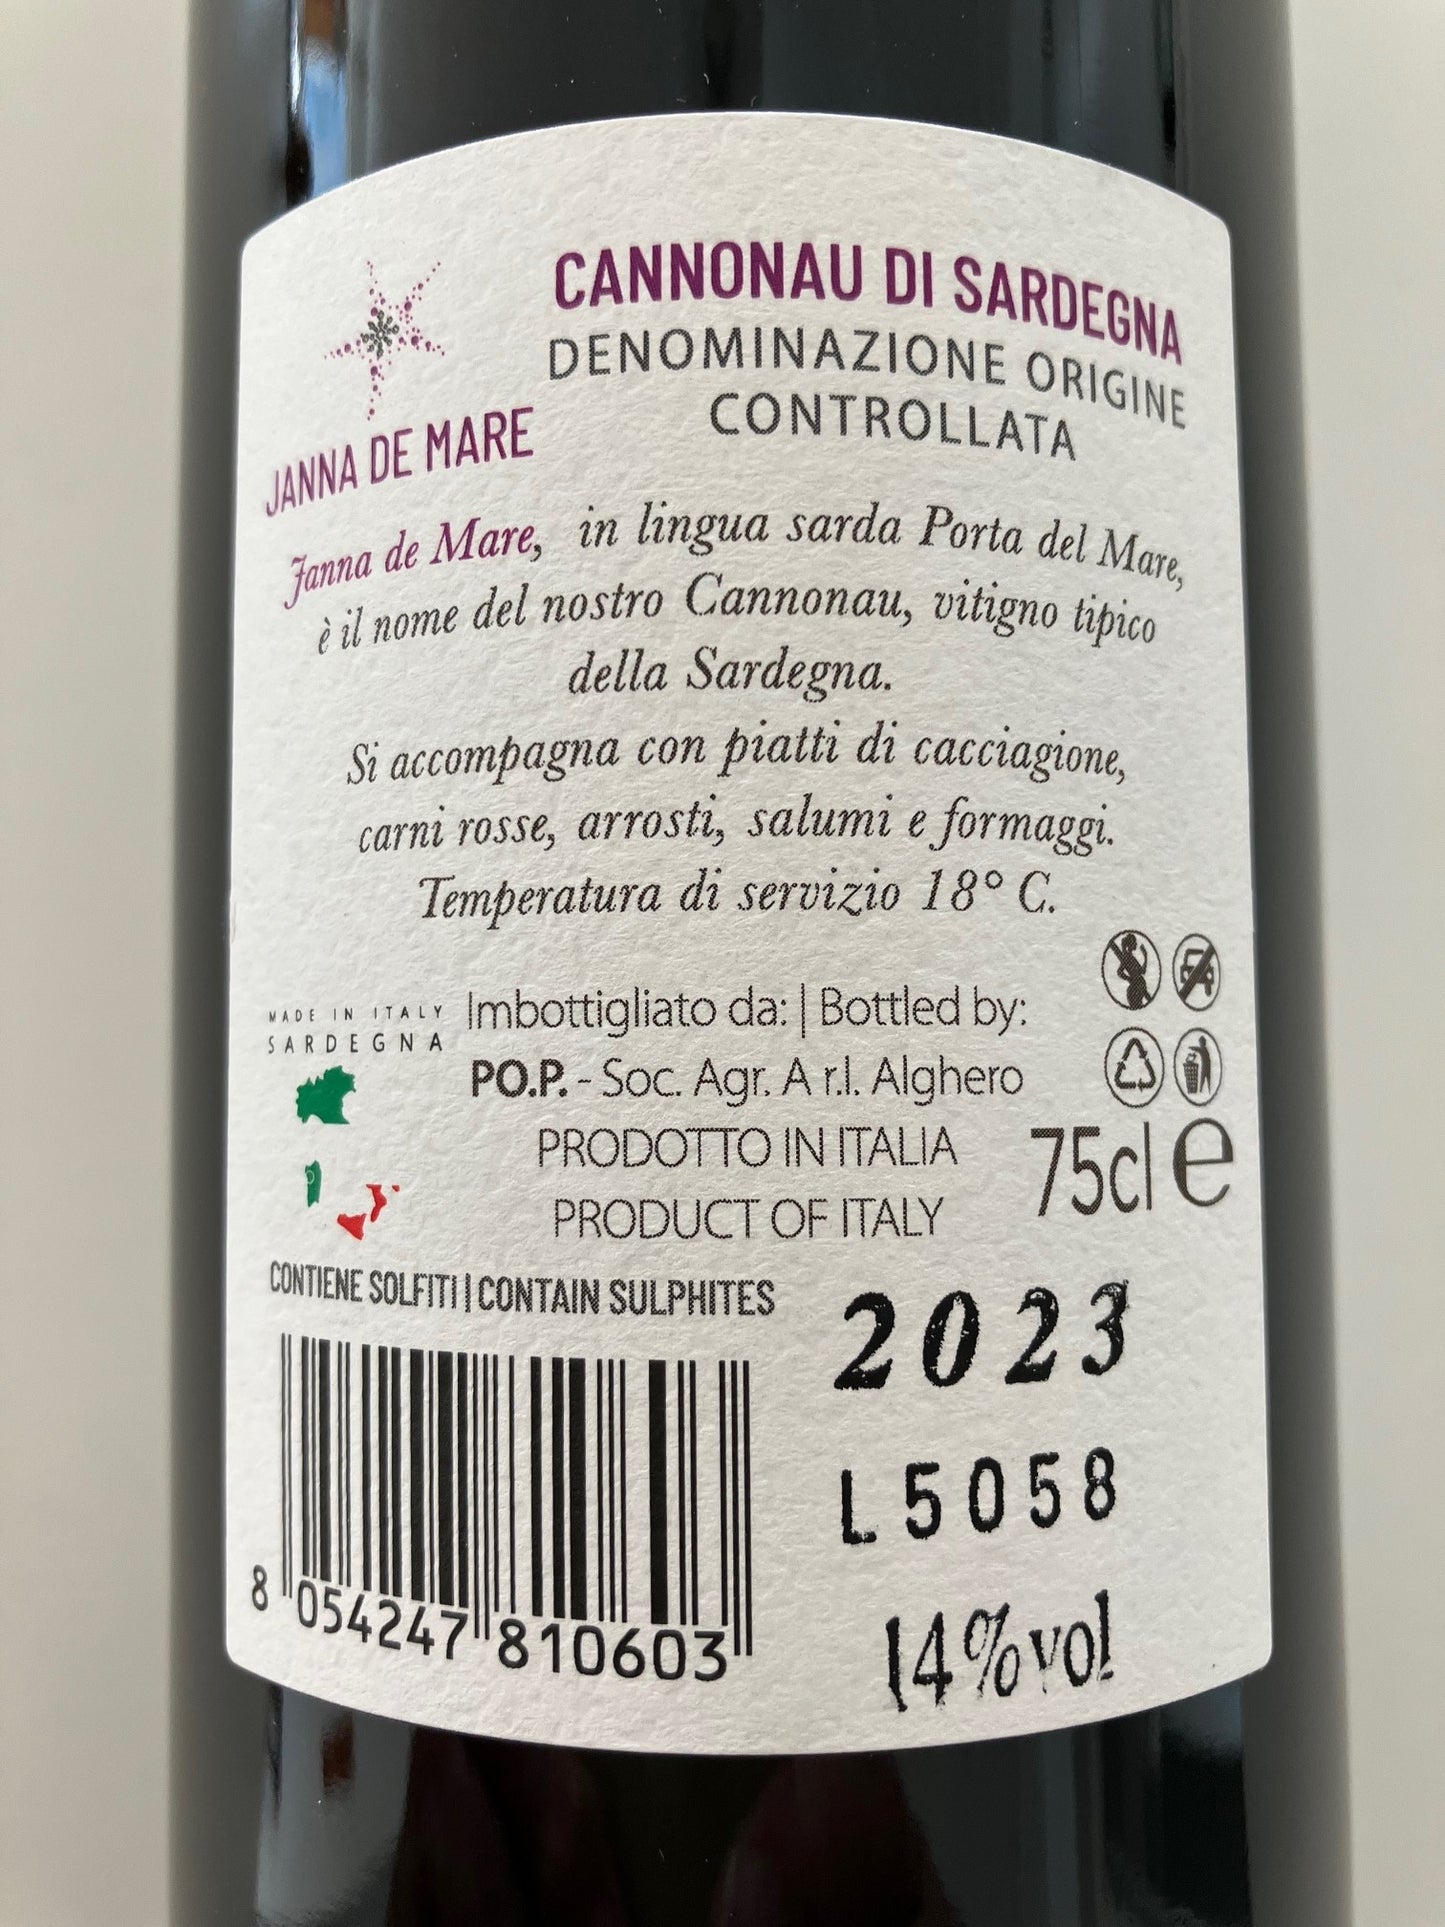 CANNONAU DI SARDEGNA
DENOMINAZIONE ORIGINE
CONTROLLATA
JANNA DE MARE
Janna de Mare, in lingua sarda Porta del Mare,
è il nome del nostro Cannonau, vitigno tipico
della Sardegna.
Si accompagna con piatti di cacciagione,
carni rosse, arrosti, salumi e formaggi.
Temperatura di servizio 18° C.
MADE IN ITALY
SARDEGNA
Imbottigliato da: | Bottled by:
PO.P. - Soc. Agr. A r.l. Alghero
PRODOTTO IN ITALIA
PRODUCT OF ITALY
75cl e
CONTIENE SOLFITI | CONTAIN SULPHITES
2023
L5058
14%vol
8 054247 810603